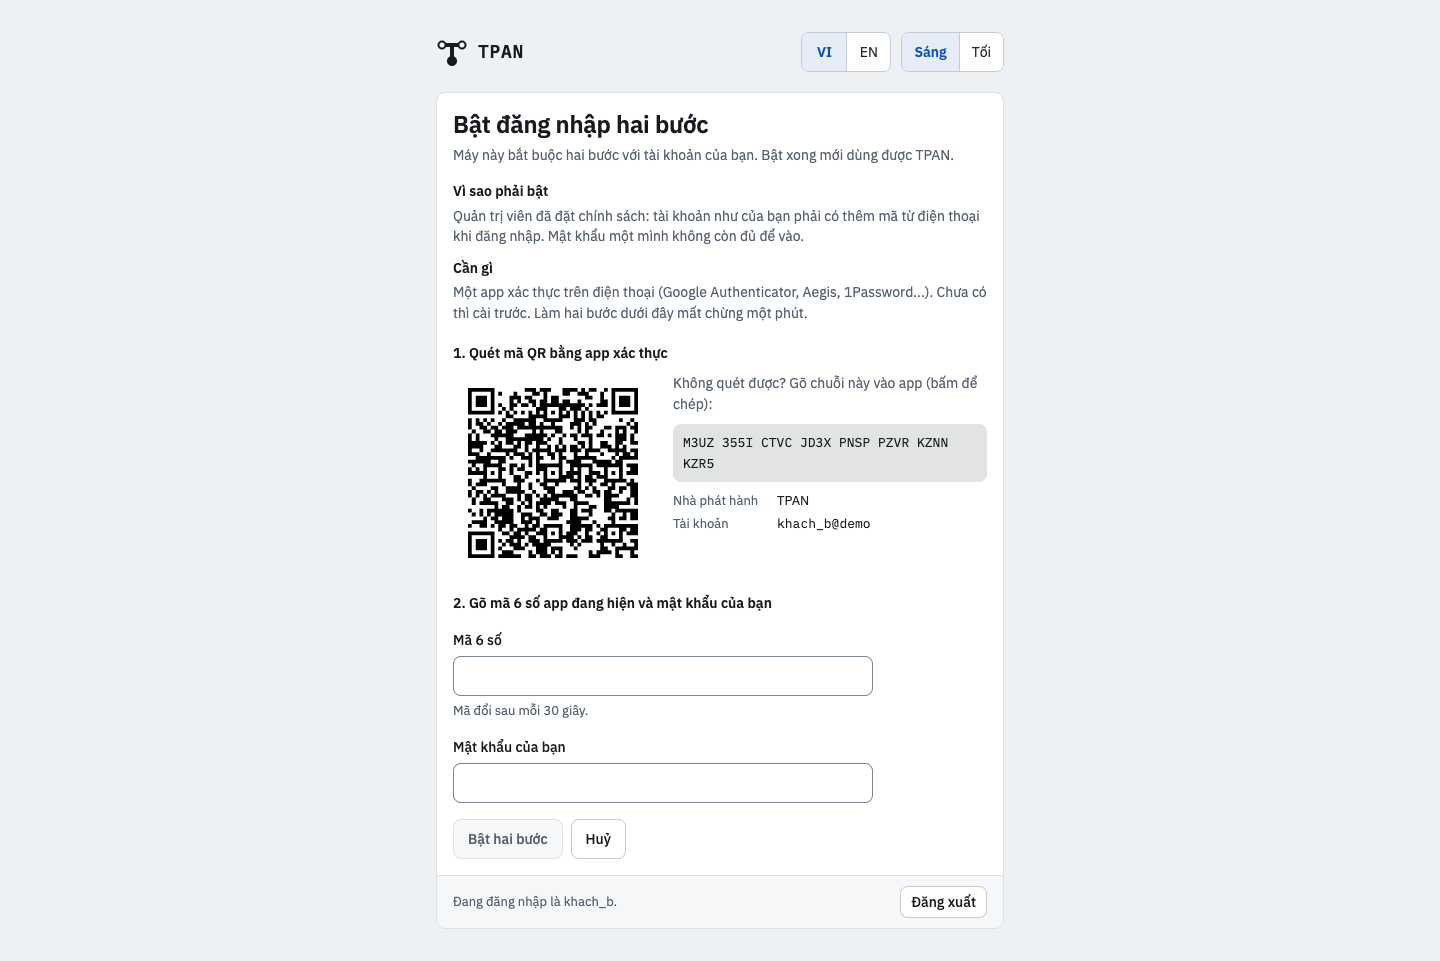 TPAN
VI
EN
Sáng
Tối
Bật đăng nhập hai bước
Máy này bắt buộc hai bước với tài khoản của bạn. Bật xong mới dùng được TPAN.
Vì sao phải bật
Quản trị viên đã đặt chính sách: tài khoản như của bạn phải có thêm mã từ điện thoại
khi đăng nhập. Mật khẩu một mình không còn đủ để vào.
Cần gì
Một app xác thực trên điện thoại (Google Authenticator, Aegis, 1Password...). Chưa có
thì cài trước. Làm hai bước dưới đây mất chừng một phút.
1. Quét mã QR bằng app xác thực
Không quét được? Gõ chuỗi này vào app (bấm để
chép):
M3UZ 355I CTVC JD3X PNSP PZVR KZNN
KZR5
Nhà phát hành TPAN
Tài khoản khach_b@demo
2. Gõ mã 6 số app đang hiện và mật khẩu của bạn
Mã 6 số
Mã đổi sau mỗi 30 giây.
Mật khẩu của bạn
Bật hai bước
Huỷ
Đang đăng nhập là khach_b.
Đăng xuất